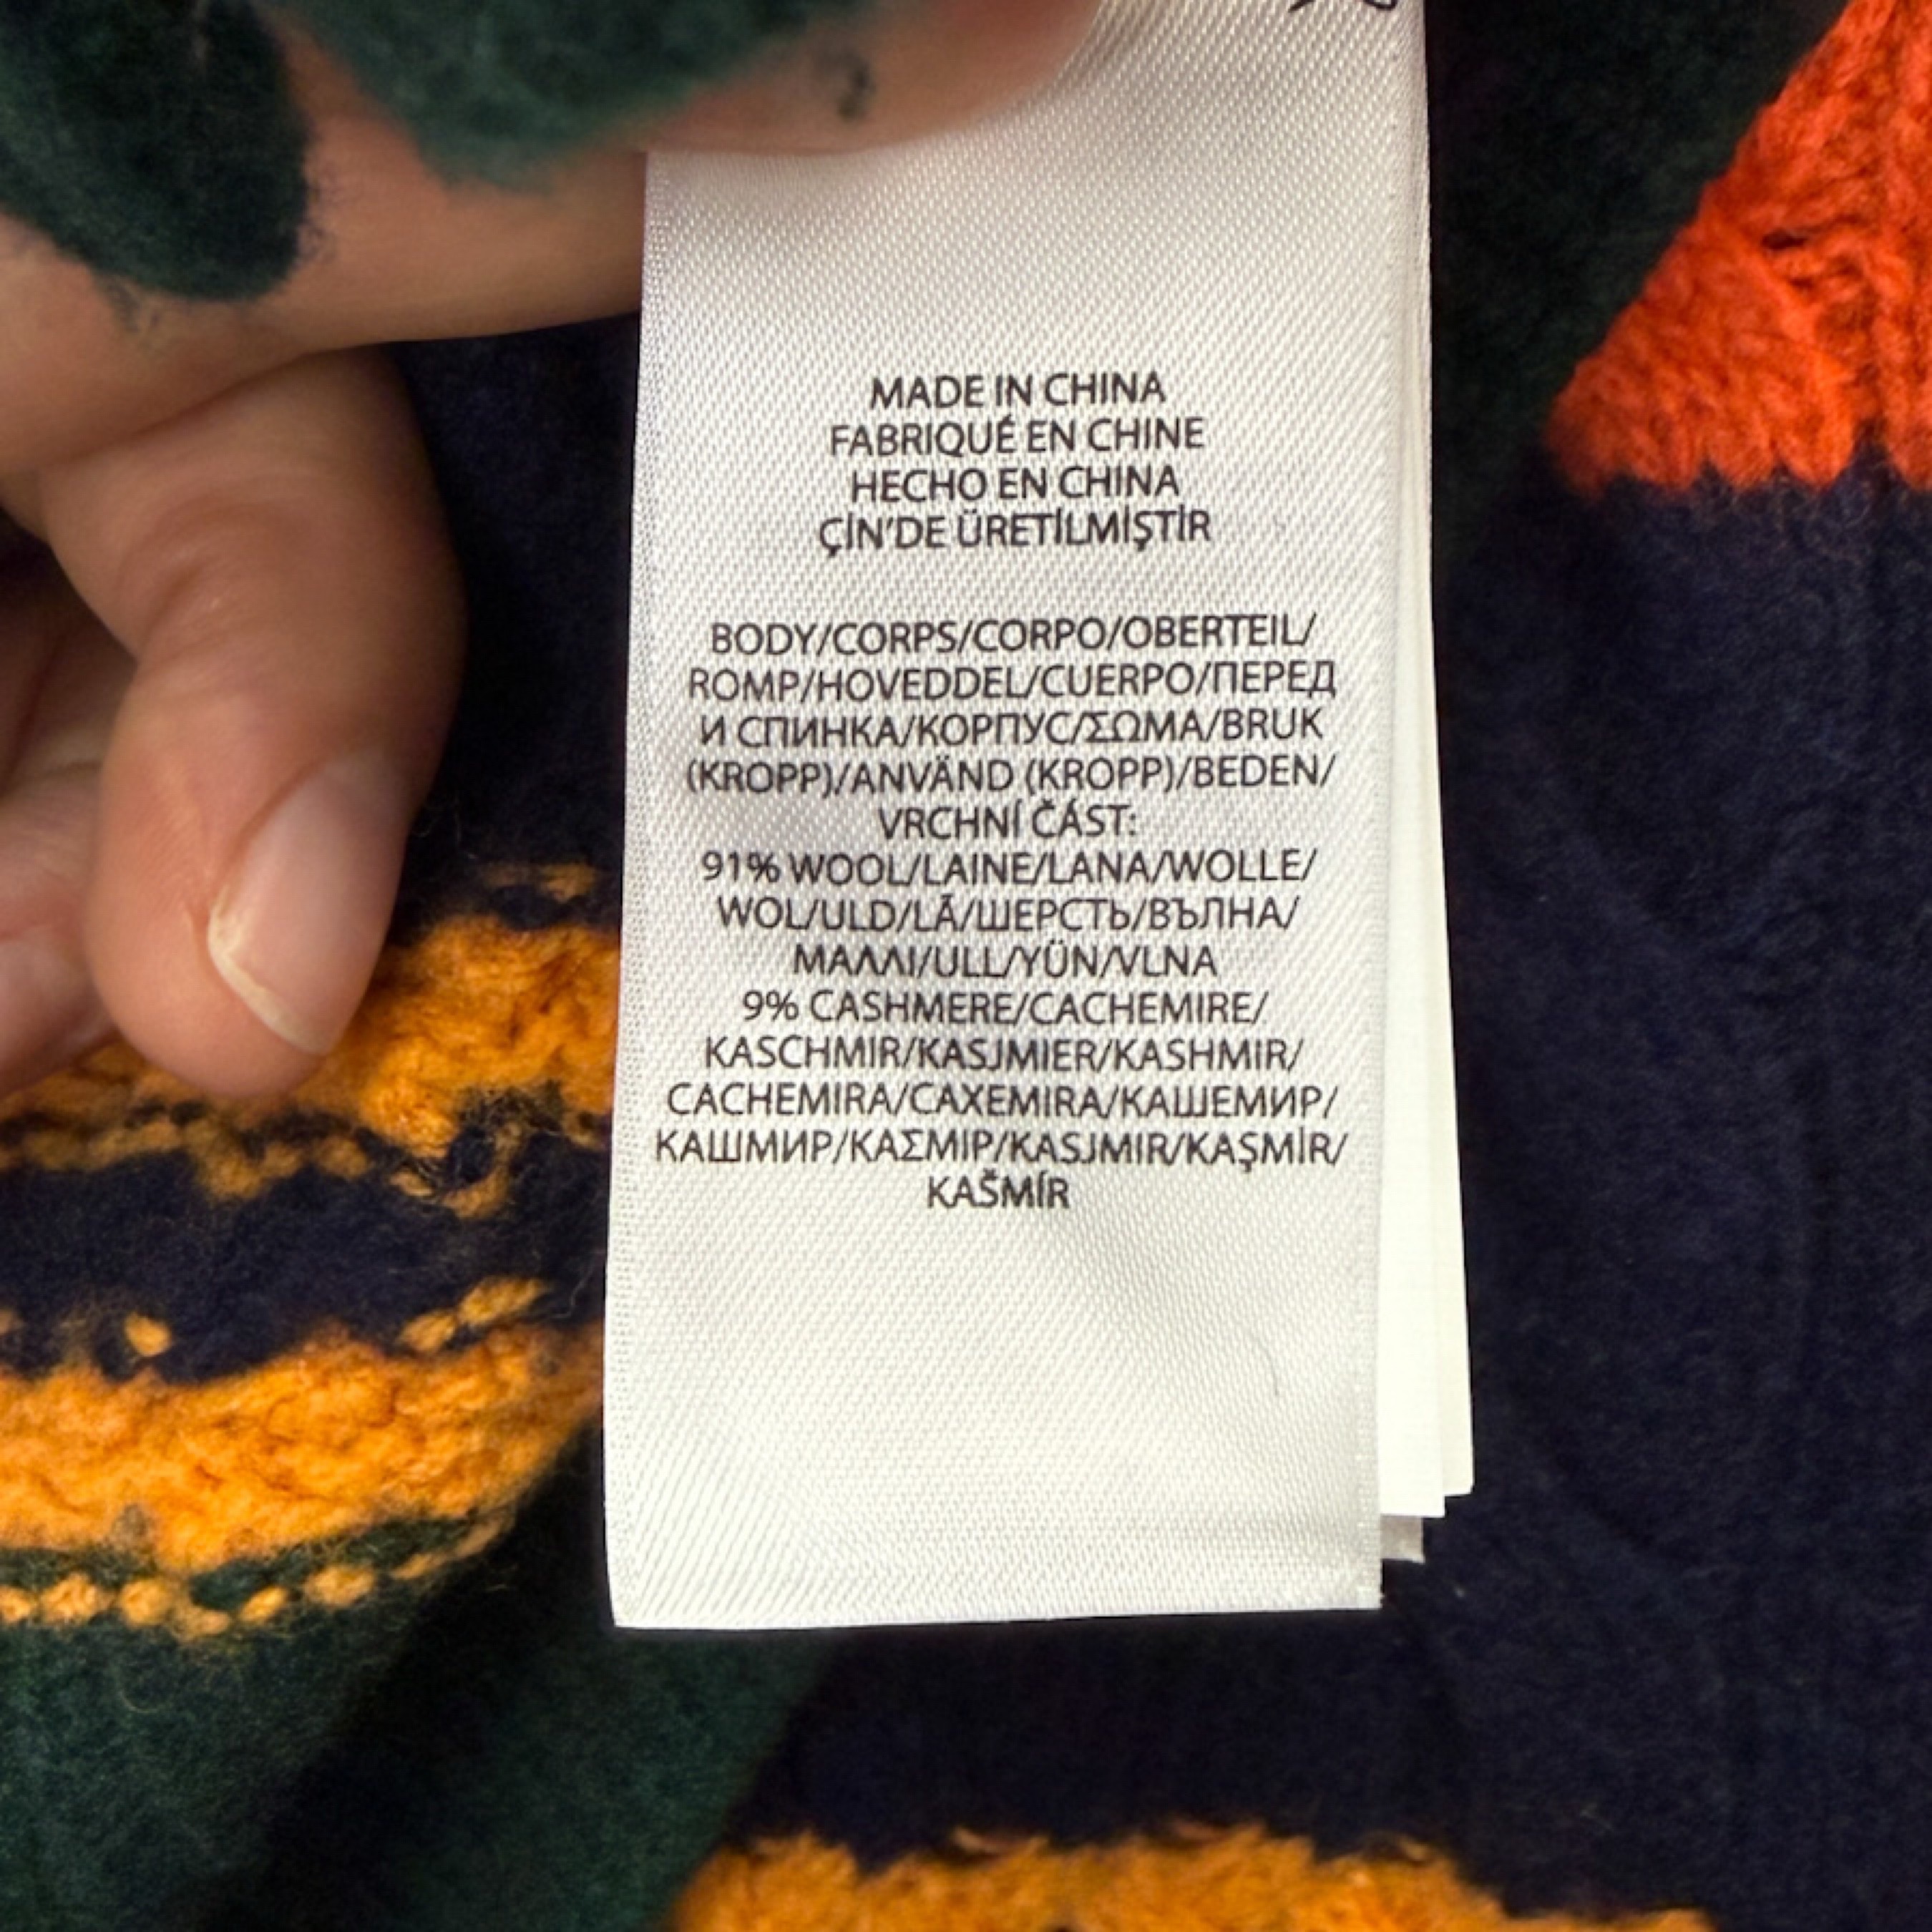 MADE IN CHINA
FABRIQUÉ EN CHINE
HECHO EN CHINA
ÇİN'DE ÜRETİLMİŞTİR
BODY/CORPS/CORPO/OBERTEIL/
ROMP/HOVEDDEL/CUERPO/ПЕРЕД
И СПИНКА/КОРПУС/ΣΩΜΑ/BRUK
(KROPP)/ANVÄND (KROPP)/BEDEN/
VRCHNÍ ČÁST:
91% WOOL/LAINE/LANA/WOLLE/
WOL/ULD/LÃ/ШЕРСТЬ/ВЪЛНА/
ΜΑΛΛΙ/ULL/YÜN/VLNA
9% CASHMERE/CACHEMIRE/
KASCHMIR/KASJMIER/KASHMIR/
CACHEMIRA/CAXEMIRA/КАШЕМИР/
КАШМИР/ΚΑΣΜΙΡ/KASJMIR/KAŞMİR/
KAŠMÍR